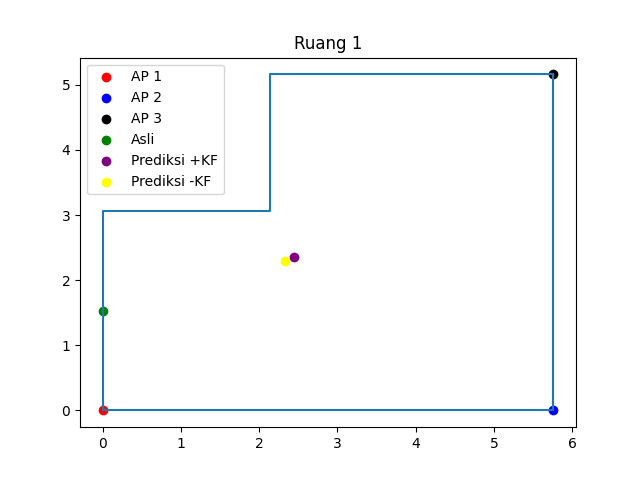 Ruang 1
AP 1
AP 2
AP 3
Asli
Prediksi +KF
Prediksi -KF
5
4
3
2
1
0
0 1 2 3 4 5 6